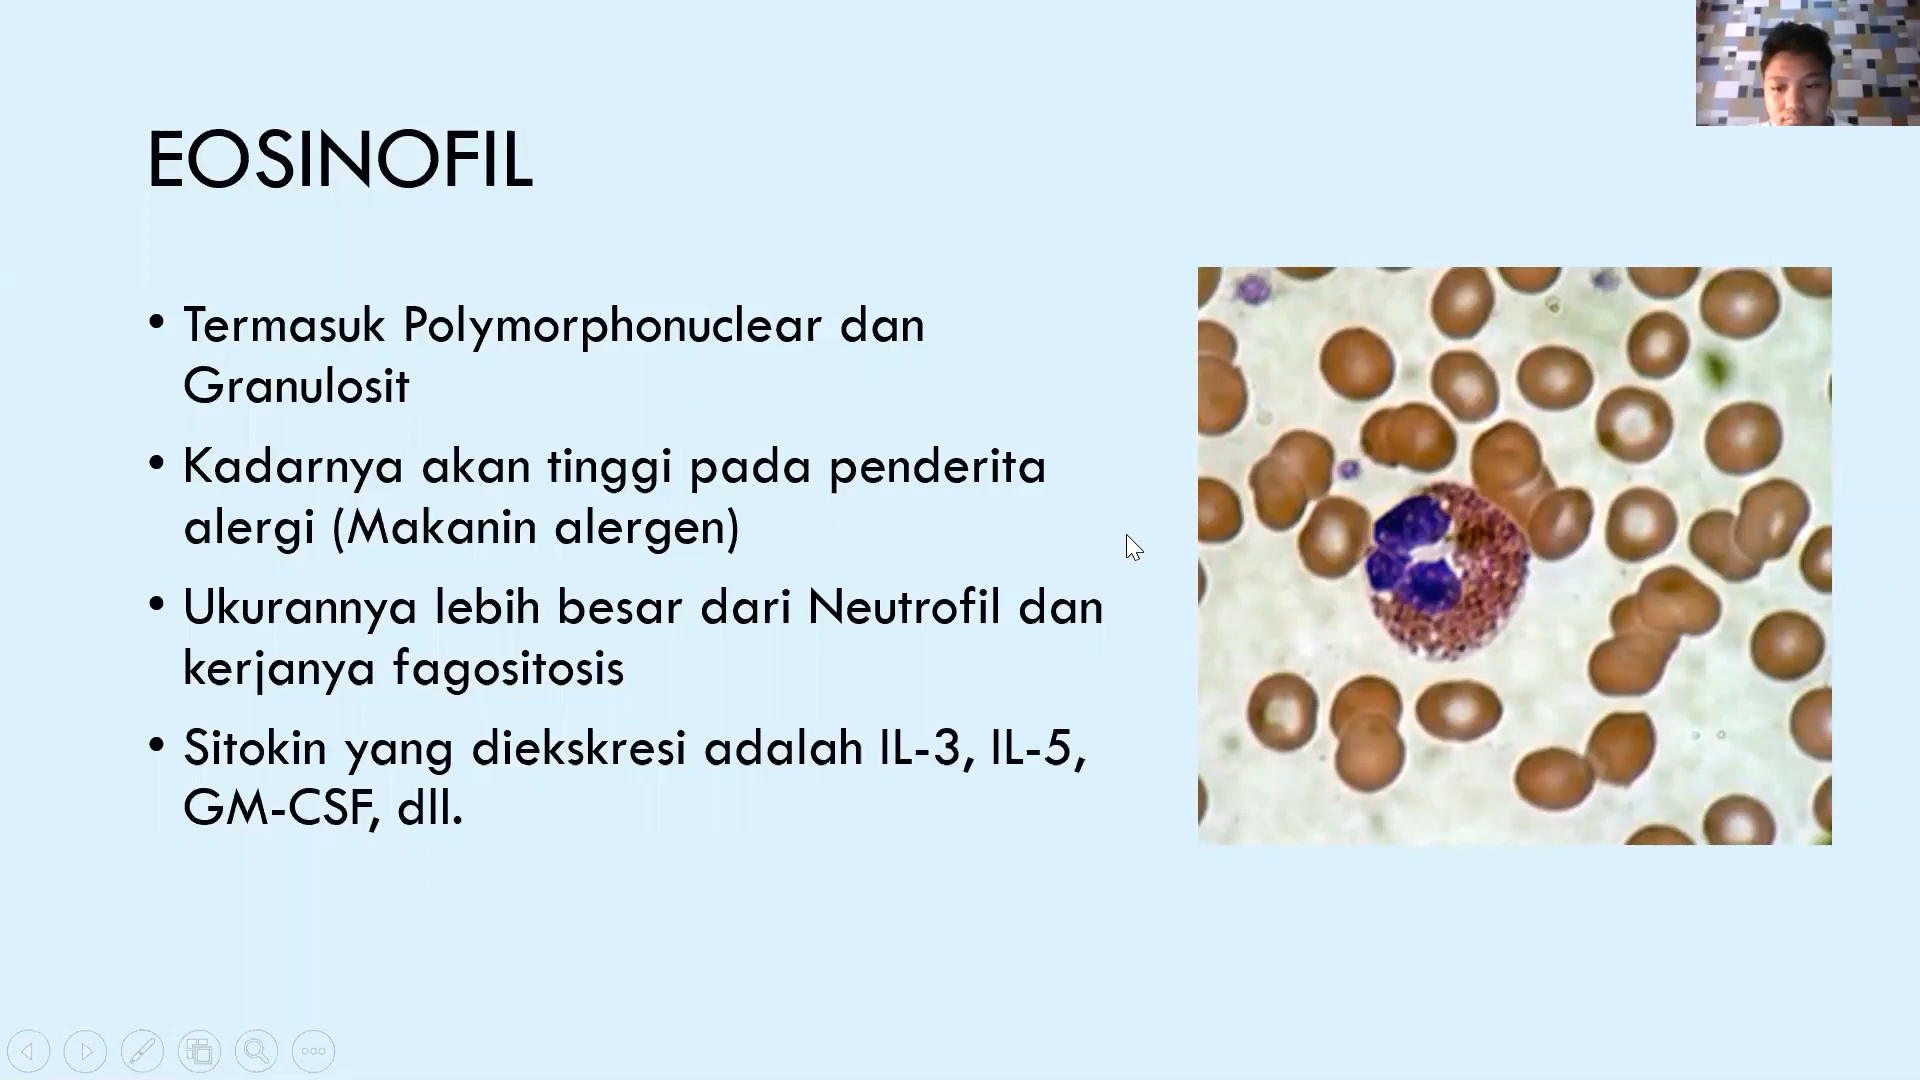 EOSINOFIL
• Termasuk Polymorphonuclear dan
Granulosit
• Kadarnya akan tinggi pada penderita
alergi (Makanin alergen)
• Ukurannya lebih besar dari Neutrofil dan
kerjanya fagositosis
• Sitokin yang diekskresi adalah IL-3, IL-5,
GM-CSF, dll.